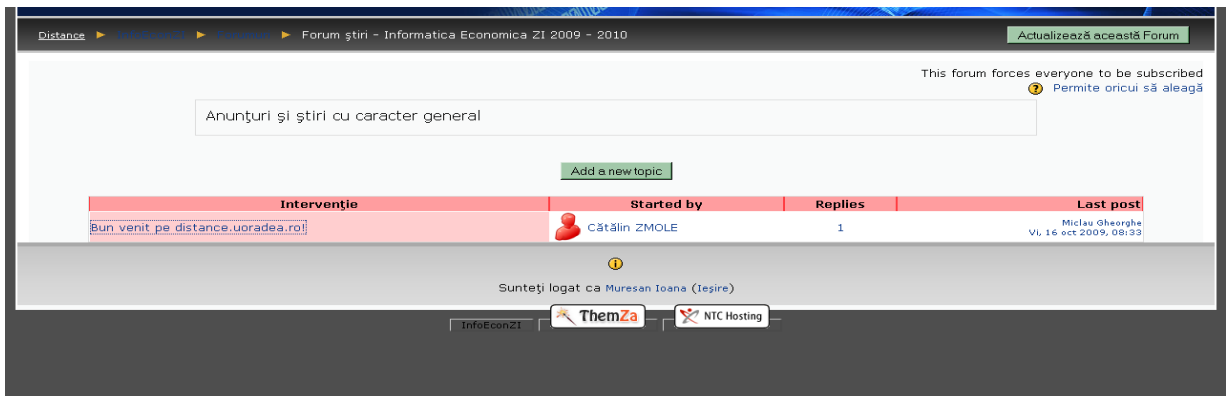 Distance ► ► ► Forum ştiri - Informatica Economica ZI 2009 - 2010
Actualizează această Forum
This forum forces everyone to be subscribed
Permite oricui să aleagă
Anunţuri şi ştiri cu caracter general
Add a new topic
Intervenţie Started by Replies Last post
Bun venit pe distance.uoradea.ro! Cătălin ZMOLE 1 Miclau Gheorghe
Vi, 16 oct 2009, 08:33
Sunteţi logat ca Muresan Ioana (Ieşire)
InfoEconZI ThemZa NTC Hosting